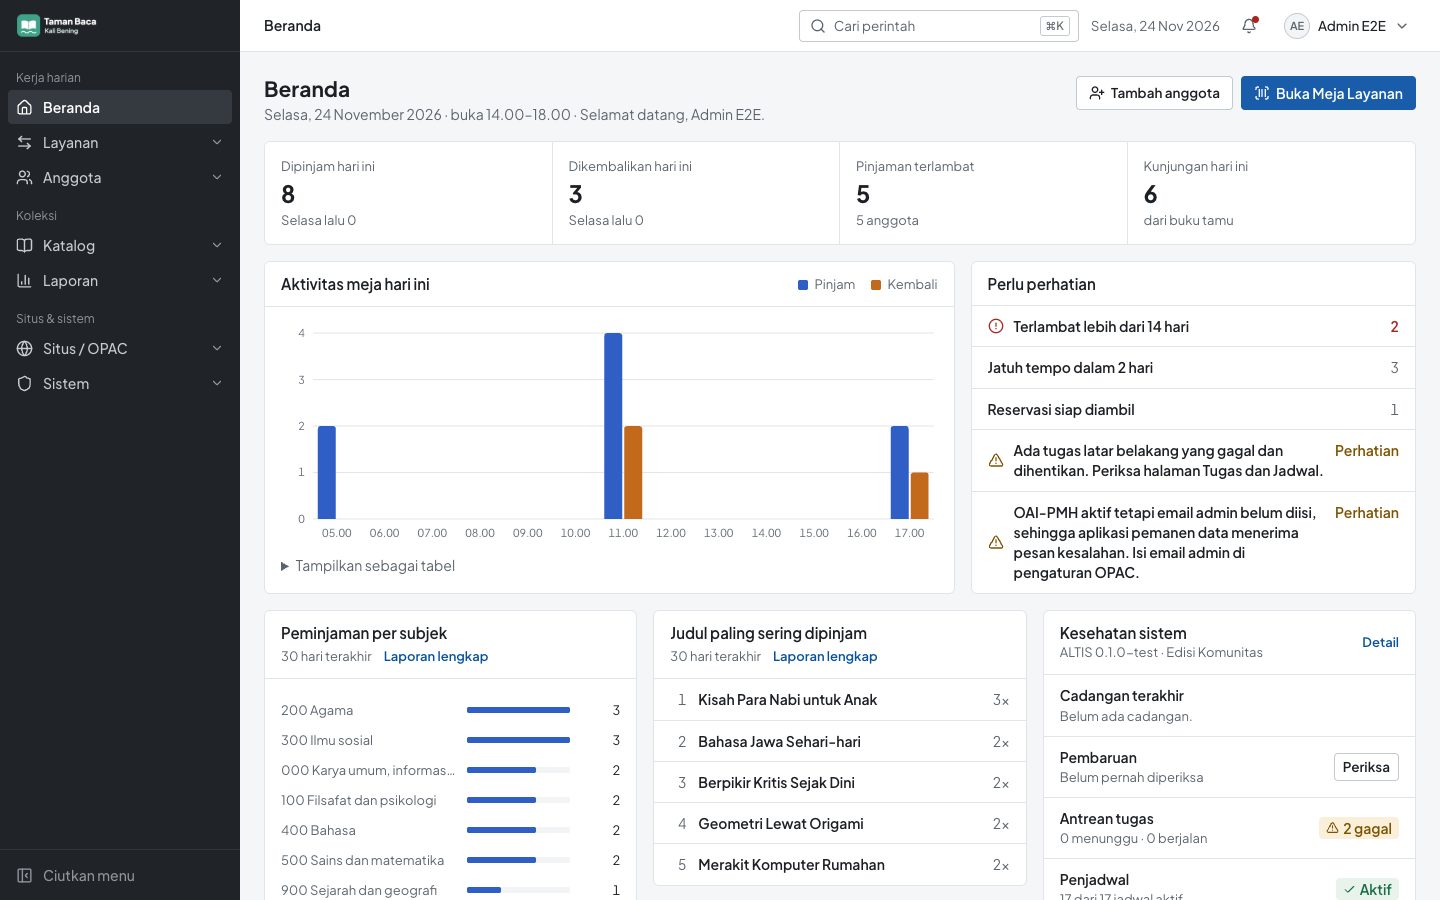 Taman Baca
Kali Bening
Kerja harian
Beranda
Layanan
Anggota
Koleksi
Katalog
Laporan
Situs & sistem
Situs / OPAC
Sistem
Ciutkan menu
Beranda
Cari perintah
⌘K
Selasa, 24 Nov 2026
AE
Admin E2E
Beranda
Selasa, 24 November 2026 · buka 14.00–18.00 · Selamat datang, Admin E2E.
Tambah anggota
Buka Meja Layanan
Dipinjam hari ini
8
Selasa lalu 0
Dikembalikan hari ini
3
Selasa lalu 0
Pinjaman terlambat
5
5 anggota
Kunjungan hari ini
6
dari buku tamu
Aktivitas meja hari ini
Pinjam
Kembali
4
3
2
1
0
05.00 06.00 07.00 08.00 09.00 10.00 11.00 12.00 13.00 14.00 15.00 16.00 17.00
Tampilkan sebagai tabel
Perlu perhatian
Terlambat lebih dari 14 hari 2
Jatuh tempo dalam 2 hari 3
Reservasi siap diambil 1
Ada tugas latar belakang yang gagal dan Perhatian
dihentikan. Periksa halaman Tugas dan Jadwal.
OAI-PMH aktif tetapi email admin belum diisi, Perhatian
sehingga aplikasi pemanen data menerima
pesan kesalahan. Isi email admin di
pengaturan OPAC.
Peminjaman per subjek
30 hari terakhir Laporan lengkap
200 Agama 3
300 Ilmu sosial 3
000 Karya umum, informas… 2
100 Filsafat dan psikologi 2
400 Bahasa 2
500 Sains dan matematika 2
900 Sejarah dan geografi 1
Judul paling sering dipinjam
30 hari terakhir Laporan lengkap
1 Kisah Para Nabi untuk Anak 3×
2 Bahasa Jawa Sehari-hari 2×
3 Berpikir Kritis Sejak Dini 2×
4 Geometri Lewat Origami 2×
5 Merakit Komputer Rumahan 2×
Kesehatan sistem
ALTIS 0.1.0-test · Edisi Komunitas
Detail
Cadangan terakhir
Belum ada cadangan.
Pembaruan
Belum pernah diperiksa
Periksa
Antrean tugas
0 menunggu · 0 berjalan
2 gagal
Penjadwal
17 dari 17 jadwal aktif
Aktif